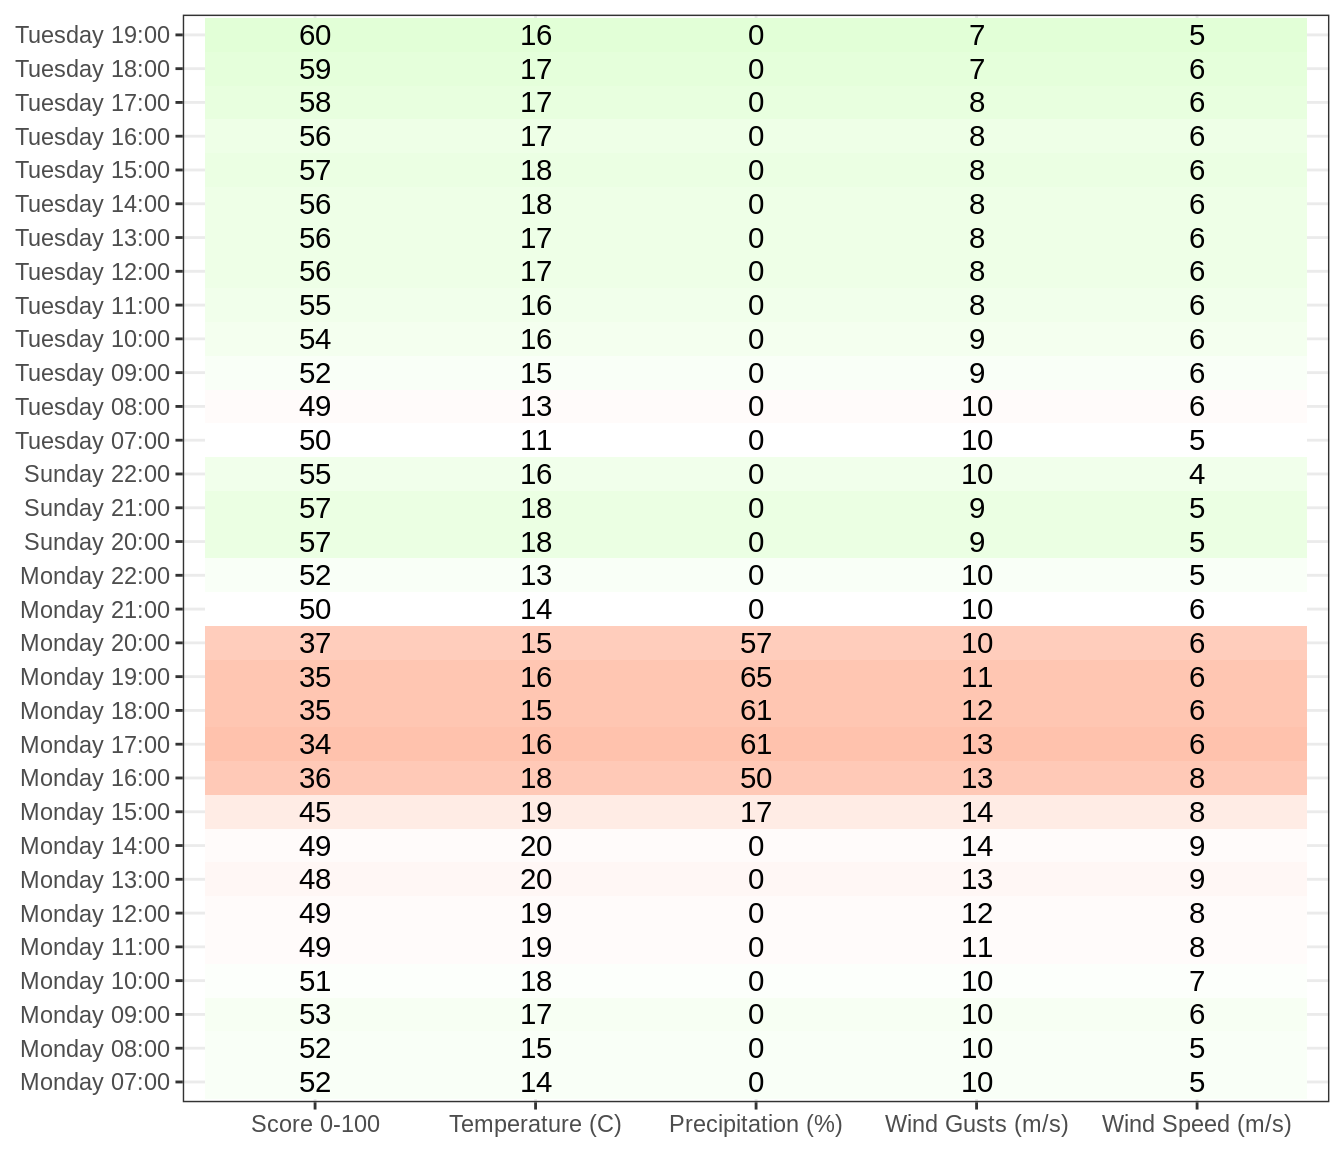 Tuesday 19:00 60 16 0 7 5
Tuesday 18:00 59 17 0 7 6
Tuesday 17:00 58 17 0 8 6
Tuesday 16:00 56 17 0 8 6
Tuesday 15:00 57 18 0 8 6
Tuesday 14:00 56 18 0 8 6
Tuesday 13:00 56 17 0 8 6
Tuesday 12:00 56 17 0 8 6
Tuesday 11:00 55 16 0 8 6
Tuesday 10:00 54 16 0 9 6
Tuesday 09:00 52 15 0 9 6
Tuesday 08:00 49 13 0 10 6
Tuesday 07:00 50 11 0 10 5
Sunday 22:00 55 16 0 10 4
Sunday 21:00 57 18 0 9 5
Sunday 20:00 57 18 0 9 5
Monday 22:00 52 13 0 10 5
Monday 21:00 50 14 0 10 6
Monday 20:00 37 15 57 10 6
Monday 19:00 35 16 65 11 6
Monday 18:00 35 15 61 12 6
Monday 17:00 34 16 61 13 6
Monday 16:00 36 18 50 13 8
Monday 15:00 45 19 17 14 8
Monday 14:00 49 20 0 14 9
Monday 13:00 48 20 0 13 9
Monday 12:00 49 19 0 12 8
Monday 11:00 49 19 0 11 8
Monday 10:00 51 18 0 10 7
Monday 09:00 53 17 0 10 6
Monday 08:00 52 15 0 10 5
Monday 07:00 52 14 0 10 5
Score 0-100 Temperature (C) Precipitation (%) Wind Gusts (m/s) Wind Speed (m/s)